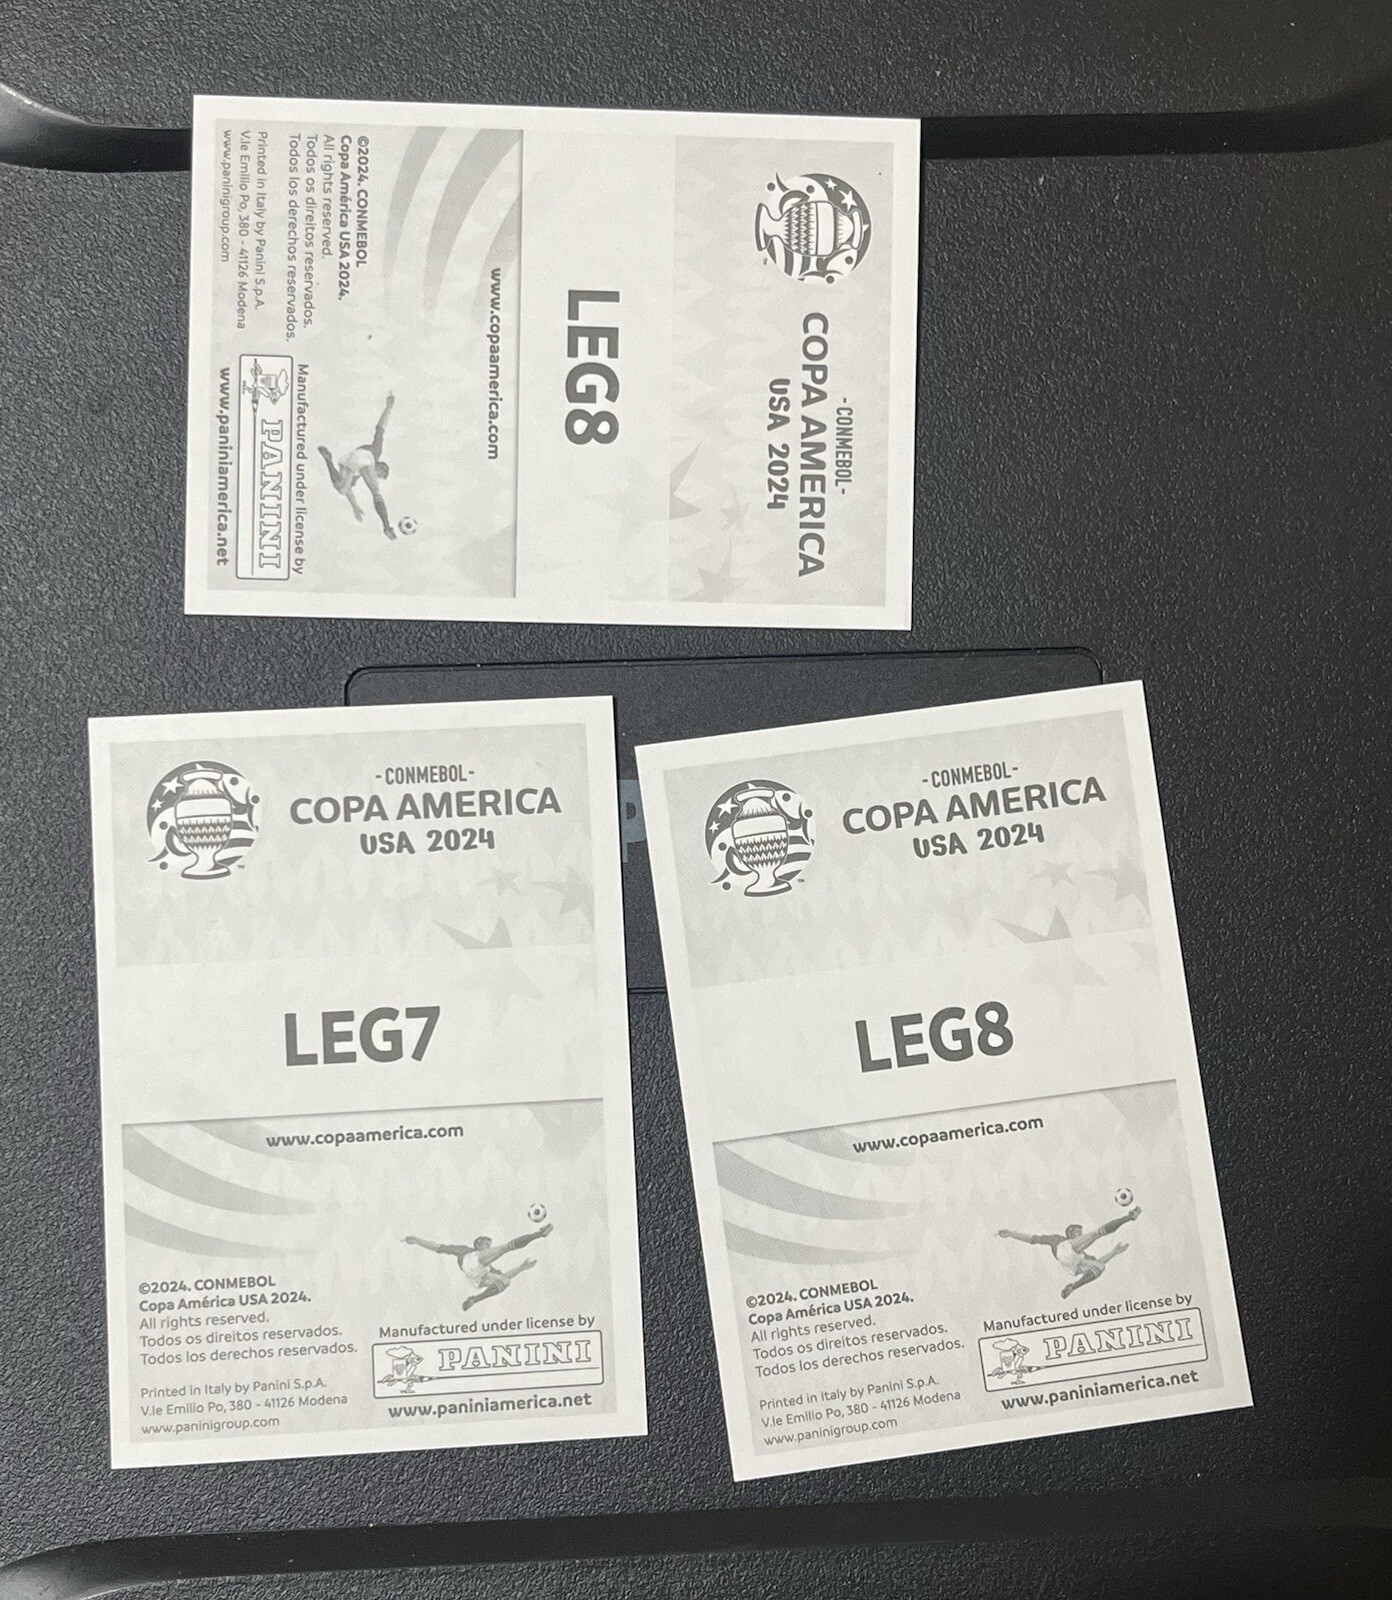 -CONMEBOL-
COPA AMERICA
USA 2024
TM
LEG8
www.copaamerica.com
©2024. CONMEBOL
Copa América USA 2024.
All rights reserved.
Todos os direitos reservados.
Todos los derechos reservados.
Printed in Italy by Panini S.p.A.
V.le Emilio Po, 380 - 41126 Modena
www.paninigroup.com
Manufactured under license by
PANINI
www.paniniamerica.net
-CONMEBOL-
COPA AMERICA
USA 2024
TM
LEG7
www.copaamerica.com
©2024. CONMEBOL
Copa América USA 2024.
All rights reserved.
Todos os direitos reservados.
Todos los derechos reservados.
Printed in Italy by Panini S.p.A.
V.le Emilio Po, 380 - 41126 Modena
www.paninigroup.com
Manufactured under license by
PANINI
www.paniniamerica.net
-CONMEBOL-
COPA AMERICA
USA 2024
TM
LEG8
www.copaamerica.com
©2024. CONMEBOL
Copa América USA 2024.
All rights reserved.
Todos os direitos reservados.
Todos los derechos reservados.
Printed in Italy by Panini S.p.A.
V.le Emilio Po, 380 - 41126 Modena
www.paninigroup.com
Manufactured under license by
PANINI
www.paniniamerica.net